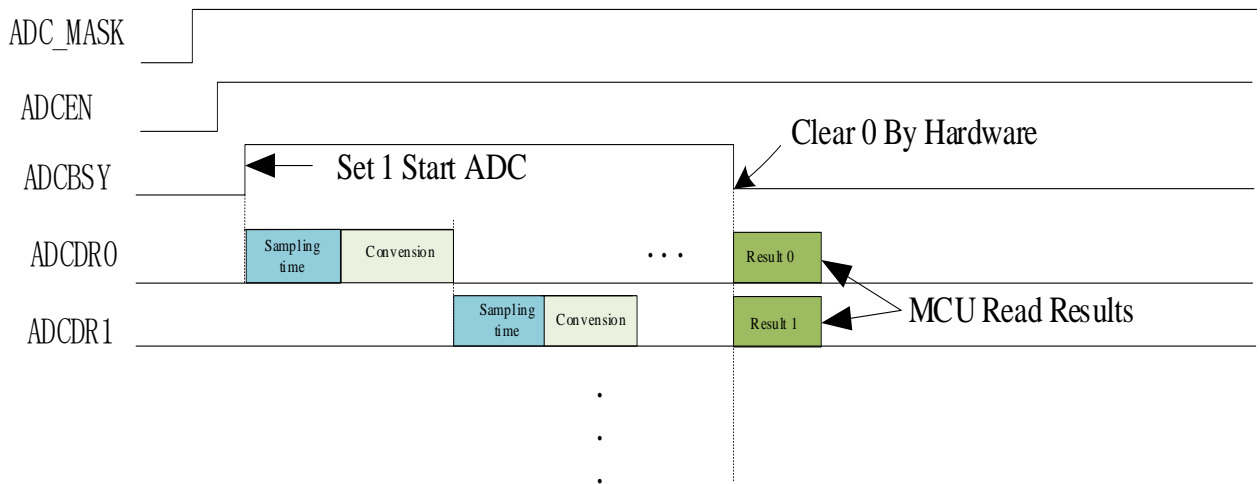 ADC_MASK
ADCEN
Clear 0 By Hardware
ADCBSY
Set 1 Start ADC
ADCDR0
Sampling
time
Convension
...
Result 0
MCU Read Results
ADCDR1
Sampling
time
Convension
Result 1
.
.
.